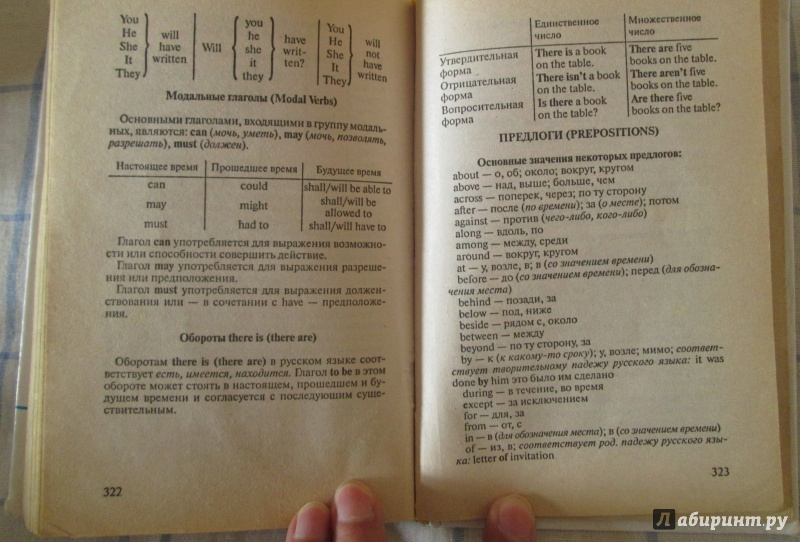 You
He
She
It
They
will
have
written
Will
you
he
she
it
they
have
writ-
ten?
You
He
She
It
They
will
not
have
written
Модальные глаголы (Modal Verbs)
Основными глаголами, входящими в группу модаль-
ных, являются: can (мочь, уметь), may (мочь, позволять,
разрешать), must (должен).
Настоящее время Прошедшее время Будущее время
can could shall/will be able to
may might shall/will be
allowed to
must had to shall/will have to
Глагол can употребляется для выражения возможно-
сти или способности совершить действие.
Глагол may употребляется для выражения разреше-
ния или предположения.
Глагол must употребляется для выражения должен-
ствования или — в сочетании с have — предположе-
ния.
Обороты there is (there are)
Оборотам there is (there are) в русском языке соот-
ветствует есть, имеется, находится. Глагол to be в этом
обороте может стоять в настоящем, прошедшем и бу-
дущем времени и согласуется с последующим суще-
ствительным.
322
Единственное
число
Множественное
число
Утвердительная
форма
There is a book
on the table.
There are five
books on the table.
Отрицательная
форма
There isn't a book
on the table.
There aren't five
books on the table.
Вопросительная
форма
Is there a book
on the table?
Are there five
books on the table?
ПРЕДЛОГИ (PREPOSITIONS)
Основные значения некоторых предлогов:
about — о, об; около; вокруг, кругом
above — над, выше; больше, чем
across — поперек, через; по ту сторону
after — после (по времени); за (о месте); потом
against — против (чего-либо, кого-либо)
along — вдоль, по
among — между, среди
around — вокруг, кругом
at — у, возле, в; в (со значением времени)
before — до (со значением времени); перед (для обозна-
чения места)
behind — позади, за
below — под, ниже
beside — рядом с, около
between — между
beyond — по ту сторону, за
by — к (к какому-то сроку); у, возле; мимо; соответ-
ствует творительному падежу русского языка: it was
done by him это было им сделано
during — в течение, во время
except — за исключением
for — для, за
from — от, с
in — в (для обозначения места); в (со значением времени)
of — из, в; соответствует род. падежу русского язы-
ка: letter of invitation
323
Лабиринт.ру